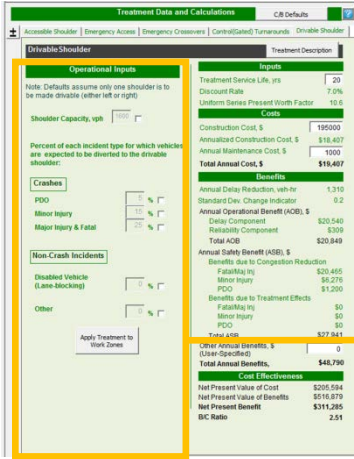 Treatment Data and Calculations
C/B Defaults
?
± Accessible Shoulder | Emergency Access | Emergency Crossovers | Control(Gated) Turnarounds | Drivable Shoulder
Drivable Shoulder
Treatment Description
Operational Inputs
Note: Defaults assume only one shoulder is to
be made drivable (either left or right)
Shoulder Capacity, vph 1600
Percent of each incident type for which vehicles
are expected to be diverted to the drivable
shoulder:
Crashes
PDO 5 %
Minor Injury 15 %
Major Injury & Fatal 25 %
Non-Crash Incidents
Disabled Vehicle
(Lane-blocking) 0 %
Other 0 %
Apply Treatment to
Work Zones
Inputs
Treatment Service Life, yrs 20
Discount Rate 7.0%
Uniform Series Present Worth Factor 10.6
Costs
Construction Cost, $ 195000
Annualized Construction Cost, $ $18,407
Annual Maintenance Cost, $ 1000
Total Annual Cost, $ $19,407
Benefits
Annual Delay Reduction, veh-hr 1,310
Standard Dev. Change Indicator 0.2
Annual Operational Benefit (AOB), $
Delay Component $20,540
Reliability Component $309
Total AOB $20,849
Annual Safety Benefit (ASB), $
Benefits due to Congestion Reduction
Fatal/Maj Inj $20,465
Minor Inj $6,276
PDO $1,200
Benefits due to Treatment Effects
Fatal/Maj Inj $0
Minor Inj $0
PDO $0
Total ASB $27,941
Other Annual Benefits, $ 0
(User-Specified)
Total Annual Benefits, $48,790
Cost Effectiveness
Net Present Value of Cost $205,594
Net Present Value of Benefits $516,879
Net Present Benefit $311,285
B/C Ratio 2.51